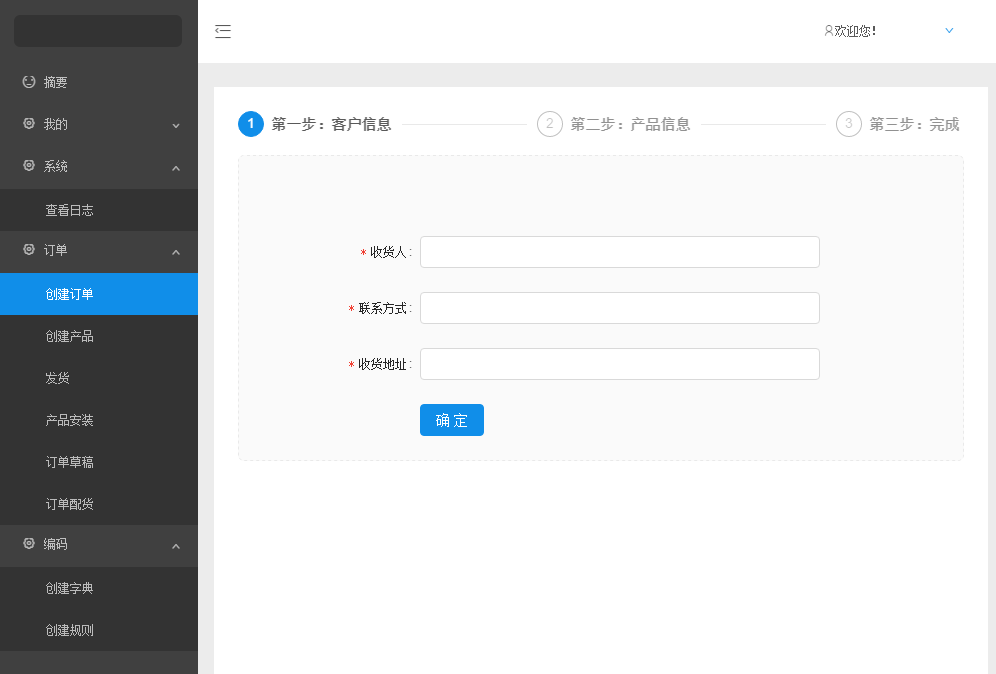 欢迎您!
摘要
我的
系统
查看日志
订单
创建订单
创建产品
发货
产品安装
订单草稿
订单配货
编码
创建字典
创建规则
1 第一步：客户信息
2 第二步：产品信息
3 第三步：完成
* 收货人:
* 联系方式:
* 收货地址:
确 定